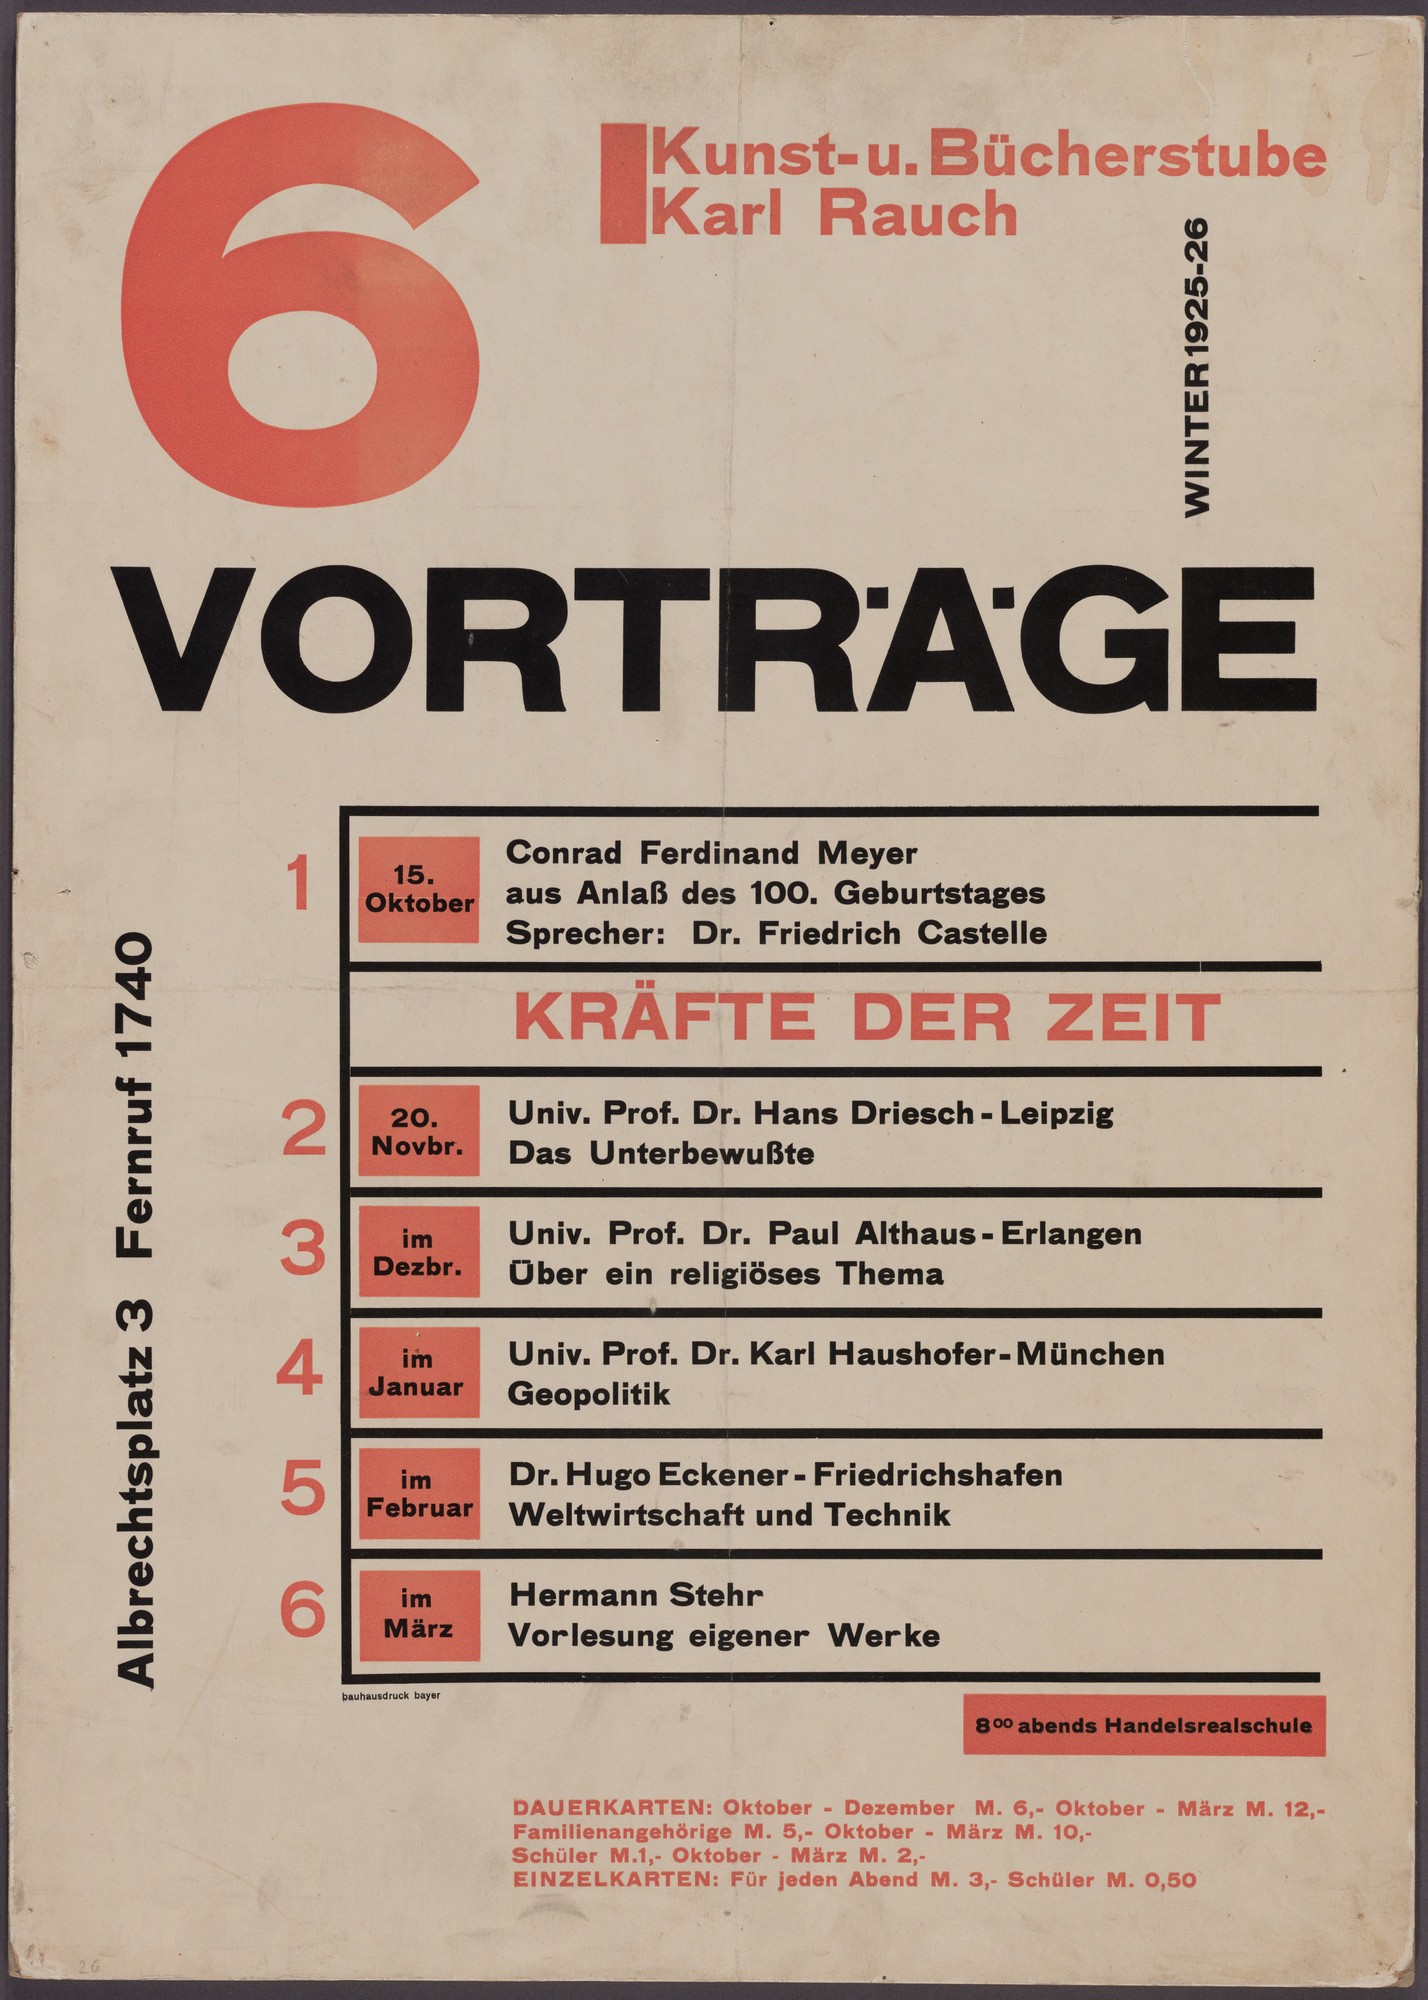 6
Kunst-u. Bücherstube
Karl Rauch
WINTER 1925-26
VORTRÄGE
Albrechtsplatz 3 Fernruf 1740
1
15.
Oktober
Conrad Ferdinand Meyer
aus Anlaß des 100. Geburtstages
Sprecher: Dr. Friedrich Castelle
KRÄFTE DER ZEIT
2
20.
Novbr.
Univ. Prof. Dr. Hans Driesch - Leipzig
Das Unterbewußte
3
im
Dezbr.
Univ. Prof. Dr. Paul Althaus - Erlangen
Über ein religiöses Thema
4
im
Januar
Univ. Prof. Dr. Karl Haushofer - München
Geopolitik
5
im
Februar
Dr. Hugo Eckener - Friedrichshafen
Weltwirtschaft und Technik
6
im
März
Hermann Stehr
Vorlesung eigener Werke
bauhausdruck bayer
8⁰⁰ abends Handelsrealschule
DAUERKARTEN: Oktober - Dezember M. 6,- Oktober - März M. 12,-
Familienangehörige M. 5,- Oktober - März M. 10,-
Schüler M.1,- Oktober - März M. 2,-
EINZELKARTEN: Für jeden Abend M. 3,- Schüler M. 0,50
26